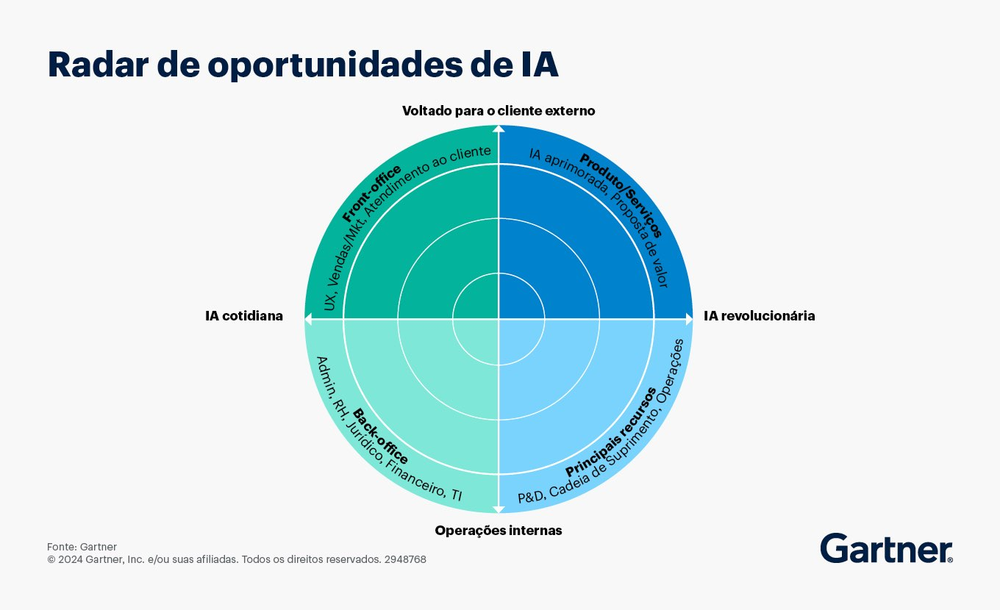 Radar de oportunidades de IA
Voltado para o cliente externo
Front-office
UX, Vendas/Mkt, Atendimento ao cliente
Produto/Serviços
IA aprimorada, Proposta de valor
IA cotidiana
IA revolucionária
Back-office
Admin, RH, Jurídico, Financeiro, TI
Principais recursos
P&D, Cadeia de Suprimento, Operações
Operações internas
Fonte: Gartner
© 2024 Gartner, Inc. e/ou suas afiliadas. Todos os direitos reservados. 2948768
Gartner®